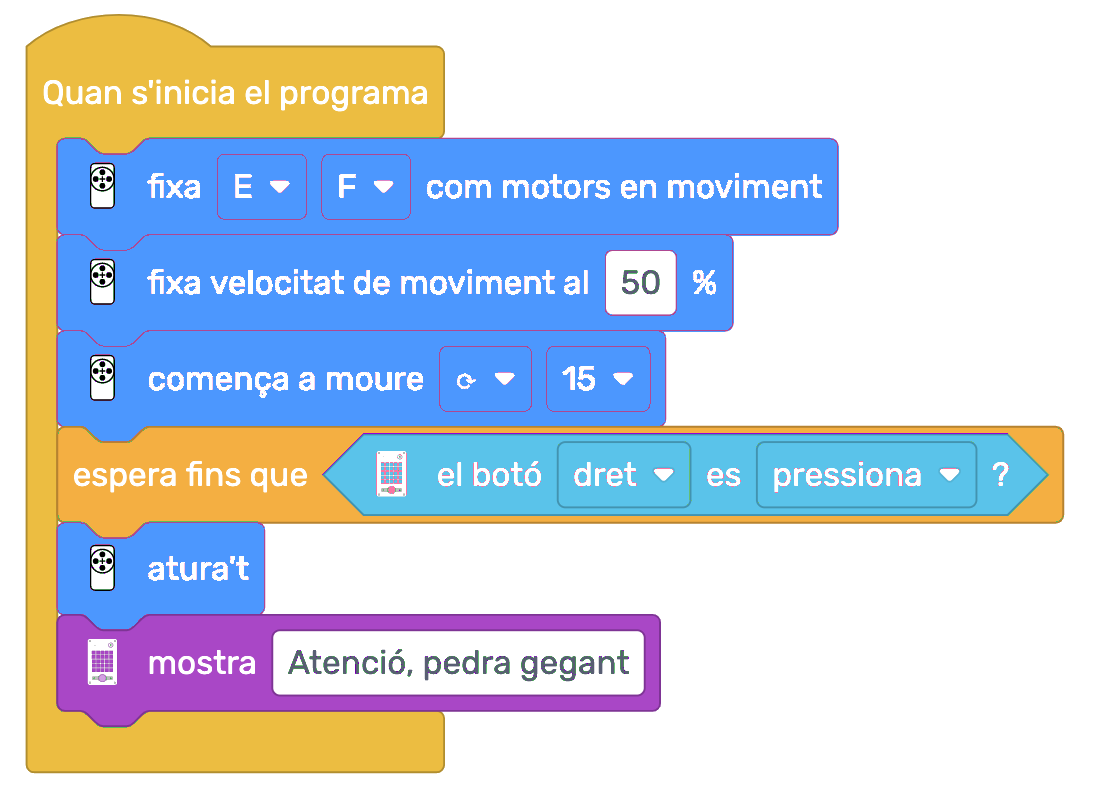 Quan s'inicia el programa
fixa E F com motors en moviment
fixa velocitat de moviment al 50 %
comença a moure ⟳ 15
espera fins que el botó dret es pressiona ?
atura't
mostra Atenció, pedra gegant